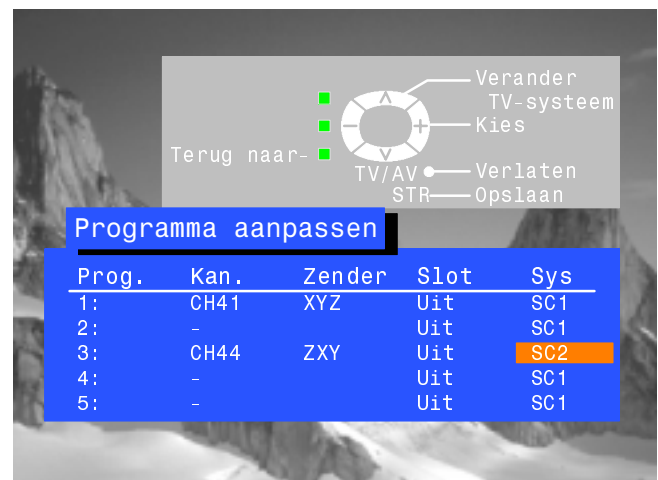 Verander
TV-systeem
Kies
Terug naar-
TV/AV Verlaten
STR Opslaan
Programma aanpassen
Prog. Kan. Zender Slot Sys
1: CH41 XYZ Uit SC1
2: - Uit SC1
3: CH44 ZXY Uit SC2
4: - Uit SC1
5: - Uit SC1